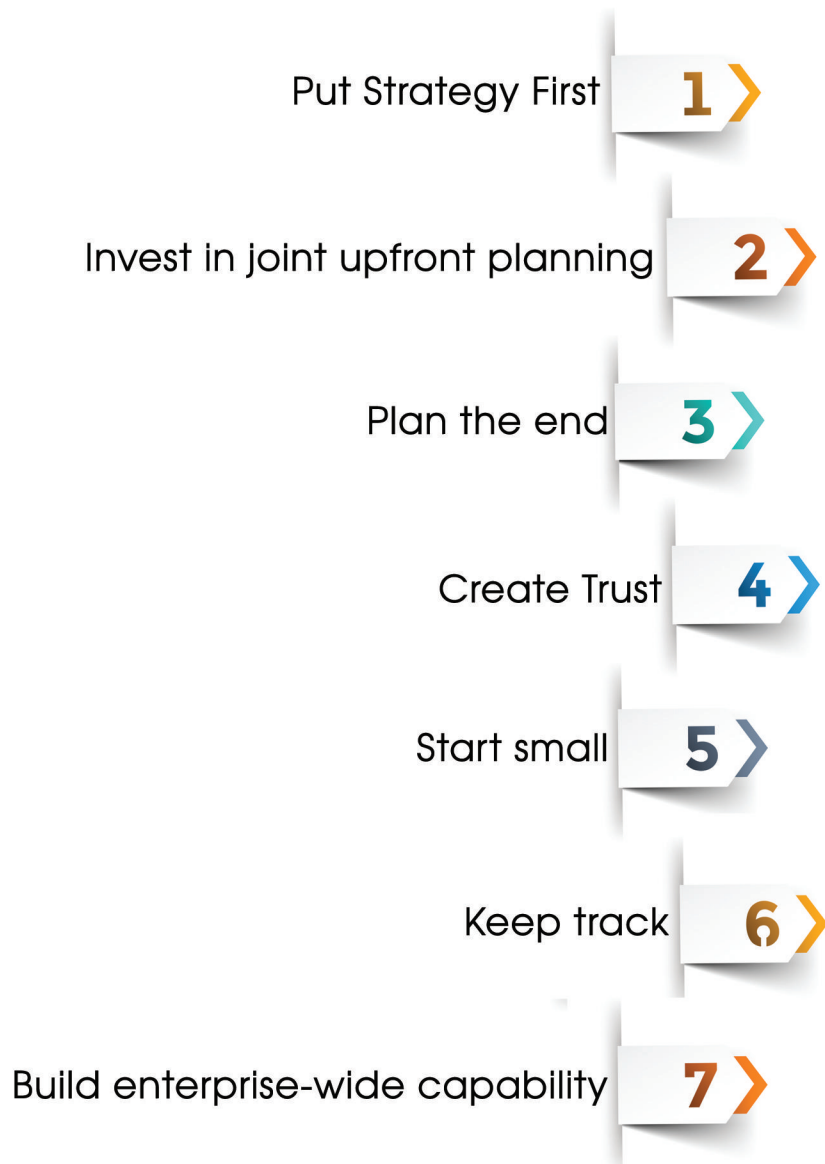 Put Strategy First 1
Invest in joint upfront planning 2
Plan the end 3
Create Trust 4
Start small 5
Keep track 6
Build enterprise-wide capability 7